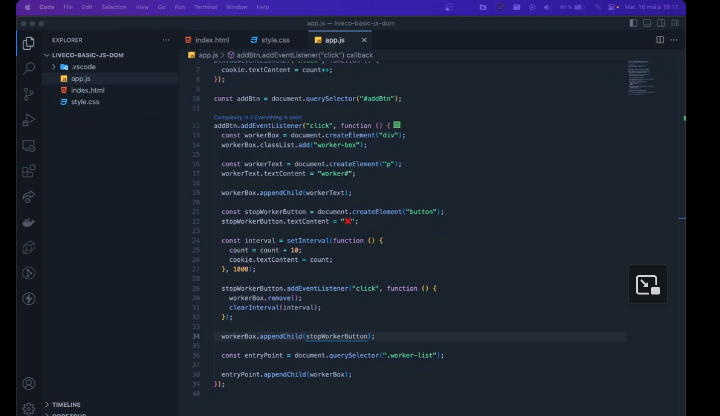 Code File Edit Selection View Go Run Terminal Window Help
Mar. 16 mai à 16:11
app.js — liveco-basic-js-dom
EXPLORER
LIVECO-BASIC-JS-DOM
.vscode
app.js
index.html
style.css
TIMELINE
index.html
style.css
app.js
app.js > addBtn.addEventListener("click") callback
7 cookie.textContent = count++;
8 });
9
10 const addBtn = document.querySelector("#addBtn");
11
Complexity is 3 Everything is cool!
12 addBtn.addEventListener("click", function () {
13 const workerBox = document.createElement("div");
14 workerBox.classList.add("worker-box");
15
16 const workerText = document.createElement("p");
17 workerText.textContent = "worker#";
18
19 workerBox.appendChild(workerText);
20
21 const stopWorkerButton = document.createElement("button");
22 stopWorkerButton.textContent = "❌";
23
24 const interval = setInterval(function () {
25 count = count + 10;
26 cookie.textContent = count;
27 }, 1000);
28
29 stopWorkerButton.addEventListener("click", function () {
30 workerBox.remove();
31 clearInterval(interval);
32 });
33
34 workerBox.appendChild(stopWorkerButton);
35
36 const entryPoint = document.querySelector(".worker-list");
37
38 entryPoint.appendChild(workerBox);
39 });
40